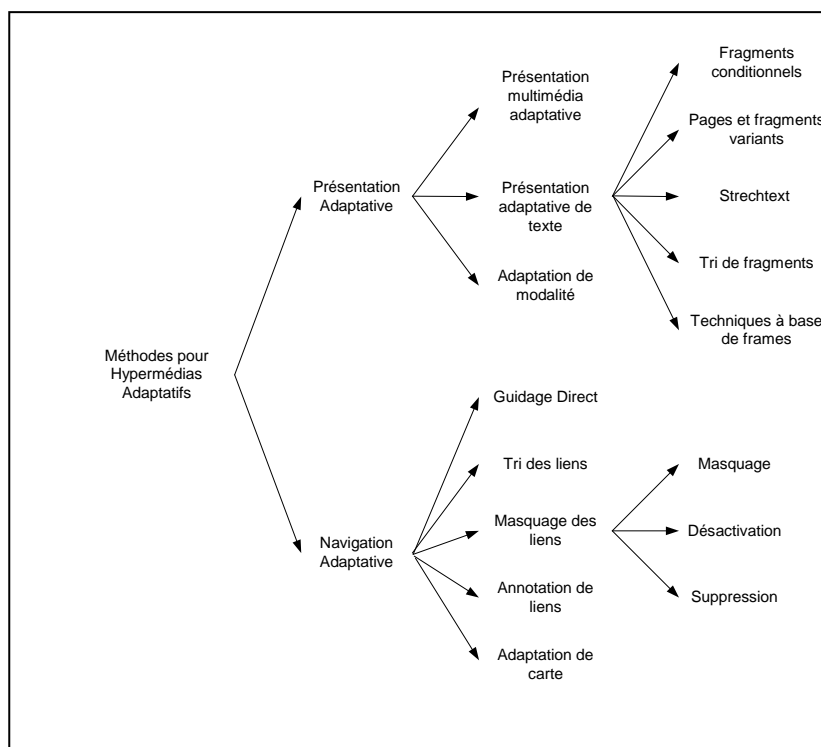 Méthodes pour
Hypermédias
Adaptatifs
Présentation
Adaptative
Présentation
multimédia
adaptative
Présentation
adaptative de
texte
Adaptation de
modalité
Fragments
conditionnels
Pages et fragments
variants
Strechtext
Tri de fragments
Techniques à base
de frames
Navigation
Adaptative
Guidage Direct
Tri des liens
Masquage des
liens
Annotation de
liens
Adaptation de
carte
Masquage
Désactivation
Suppression